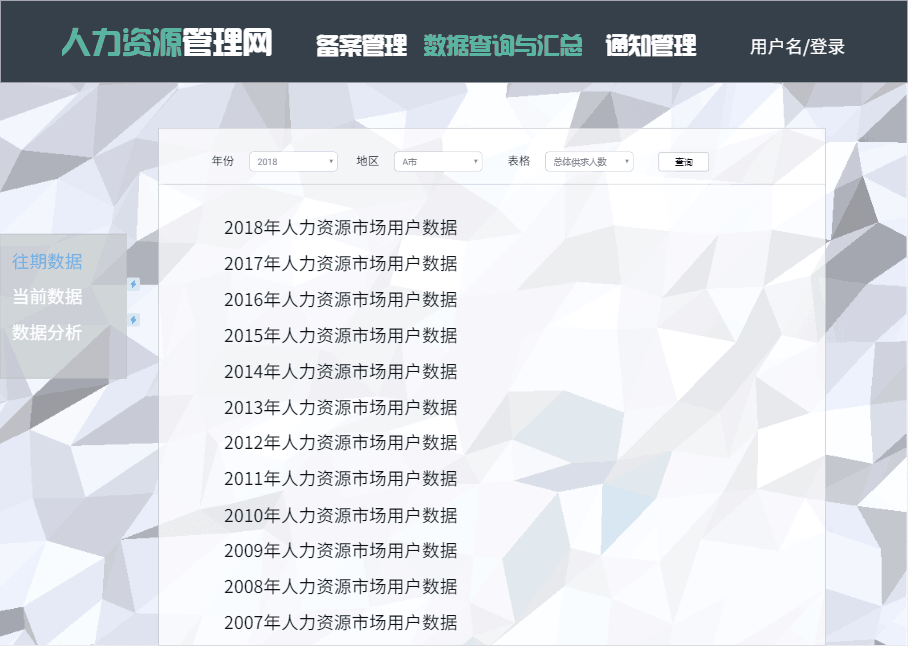 人力资源管理网 备案管理 数据查询与汇总 通知管理 用户名/登录
年份 2018 地区 A市 表格 总体供求人数 查询
往期数据
当前数据
数据分析
2018年人力资源市场用户数据
2017年人力资源市场用户数据
2016年人力资源市场用户数据
2015年人力资源市场用户数据
2014年人力资源市场用户数据
2013年人力资源市场用户数据
2012年人力资源市场用户数据
2011年人力资源市场用户数据
2010年人力资源市场用户数据
2009年人力资源市场用户数据
2008年人力资源市场用户数据
2007年人力资源市场用户数据